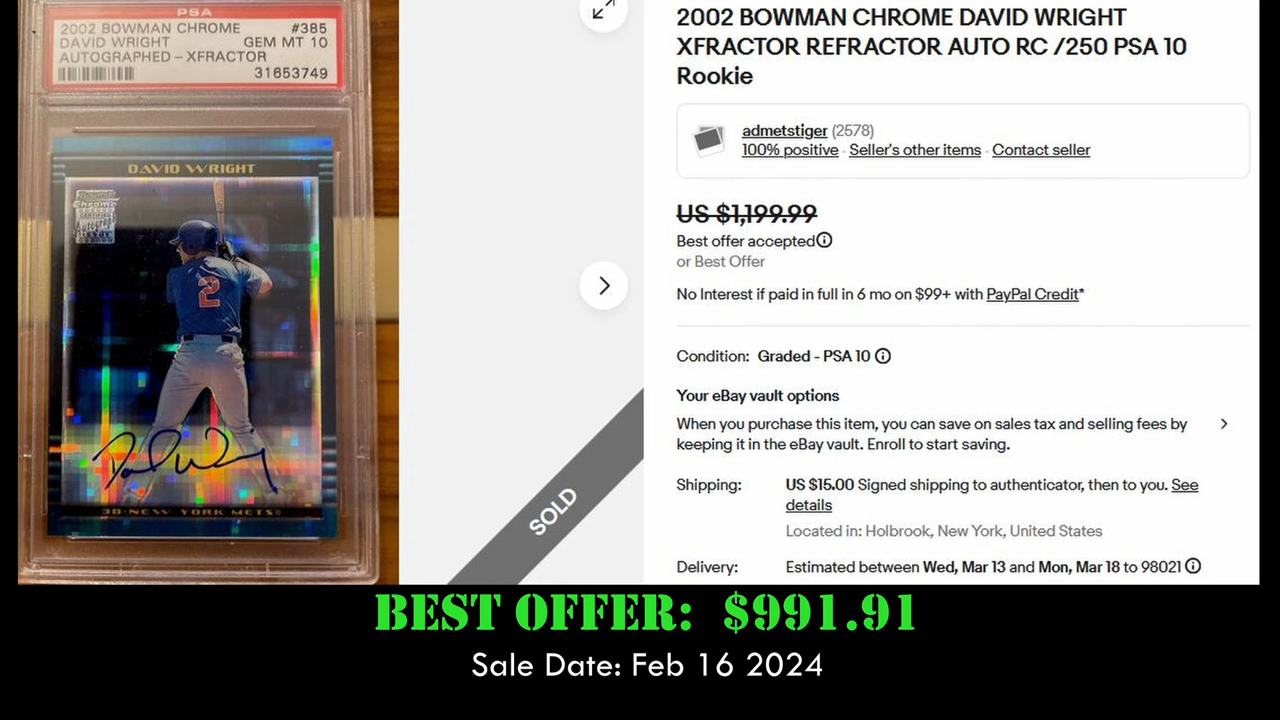 PSA
2002 BOWMAN CHROME #385
DAVID WRIGHT GEM MT 10
AUTOGRAPHED – XFRACTOR
31653749
DAVID WRIGHT
Bowman
Chrome
CERTIFIED
Autograph
2
3B·NEW YORK METS
SOLD
2002 BOWMAN CHROME DAVID WRIGHT
XFRACTOR REFRACTOR AUTO RC /250 PSA 10
Rookie
admetstiger (2578)
100% positive · Seller's other items · Contact seller
US $1,199.99
Best offer accepted
or Best Offer
No Interest if paid in full in 6 mo on $99+ with PayPal Credit*
Condition: Graded - PSA 10
Your eBay vault options
When you purchase this item, you can save on sales tax and selling fees by
keeping it in the eBay vault. Enroll to start saving.
Shipping: US $15.00 Signed shipping to authenticator, then to you. See
details
Located in: Holbrook, New York, United States
Delivery: Estimated between Wed, Mar 13 and Mon, Mar 18 to 98021
BEST OFFER: $991.91
Sale Date: Feb 16 2024